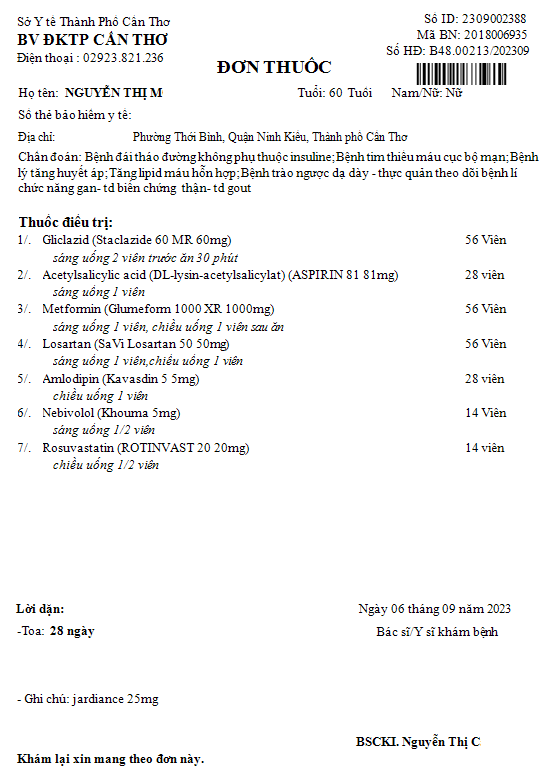 Sở Y tế Thành Phố Cần Thơ
BV ĐKTP CẦN THƠ
Điện thoại : 02923.821.236
Số ID: 2309002388
Mã BN: 2018006935
Số HĐ: B48.00213/202309
ĐƠN THUỐC
Họ tên: NGUYỄN THỊ M
Tuổi: 60 Tuổi Nam/Nữ: Nữ
Số thẻ bảo hiểm y tế:
Địa chỉ: Phường Thới Bình, Quận Ninh Kiều, Thành phố Cần Thơ
Chẩn đoán: Bệnh đái tháo đường không phụ thuộc insuline;Bệnh tim thiếu máu cục bộ mạn;Bệnh
lý tăng huyết áp;Tăng lipid máu hỗn hợp;Bệnh trào ngược dạ dày - thực quản theo dõi bệnh lí
chức năng gan- td biến chứng thận- td gout
Thuốc điều trị:
1/. Gliclazid (Staclazide 60 MR 60mg) 56 Viên
sáng uống 2 viên trước ăn 30 phút
2/. Acetylsalicylic acid (DL-lysin-acetylsalicylat) (ASPIRIN 81 81mg) 28 viên
sáng uống 1 viên
3/. Metformin (Glumeform 1000 XR 1000mg) 56 Viên
sáng uống 1 viên, chiều uống 1 viên sau ăn
4/. Losartan (SaVi Losartan 50 50mg) 56 Viên
sáng uống 1 viên,chiều uống 1 viên
5/. Amlodipin (Kavasdin 5 5mg) 28 viên
chiều uống 1 viên
6/. Nebivolol (Khouma 5mg) 14 Viên
sáng uống 1/2 viên
7/. Rosuvastatin (ROTINVAST 20 20mg) 14 viên
chiều uống 1/2 viên
Lời dặn:
Ngày 06 tháng 09 năm 2023
-Toa: 28 ngày
Bác sĩ/Y sĩ khám bệnh
- Ghi chú: jardiance 25mg
BSCKI. Nguyễn Thị C
Khám lại xin mang theo đơn này.